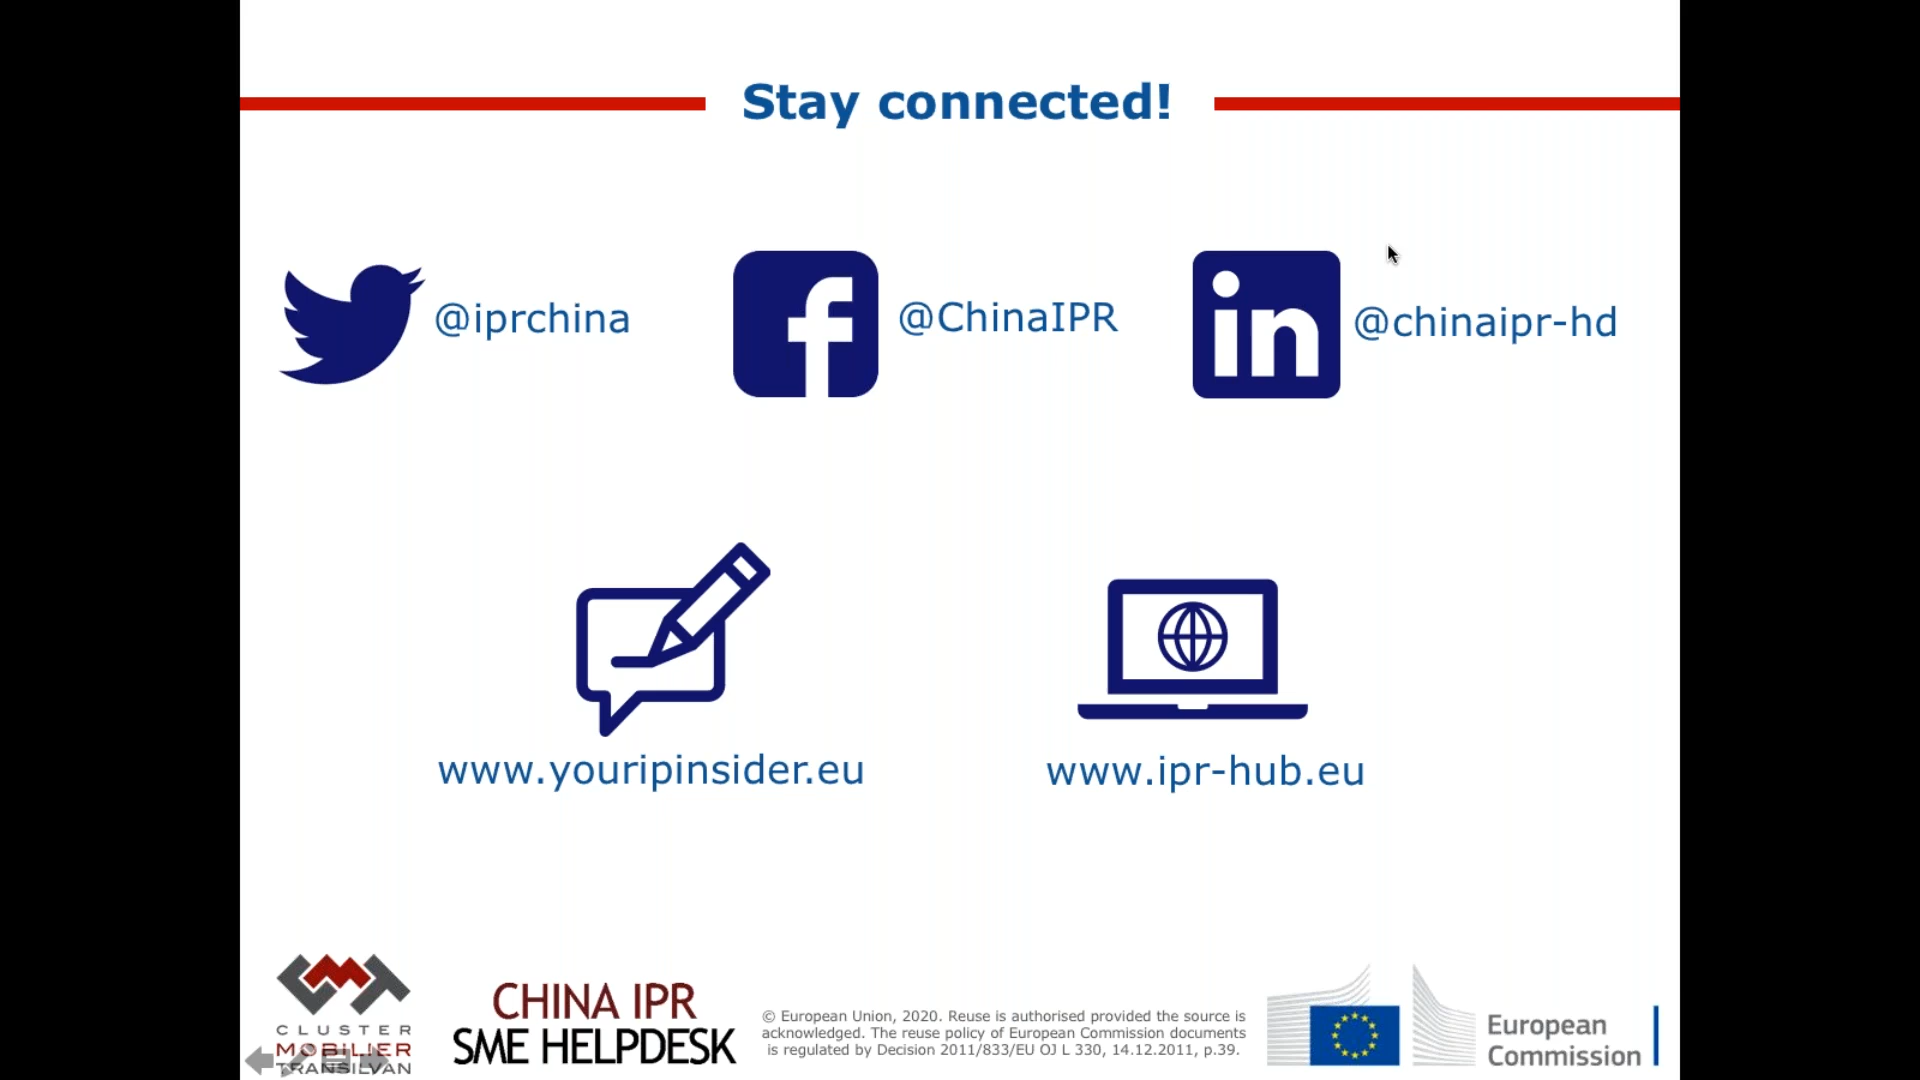 Stay connected!
@iprchina
@ChinaIPR
in
@chinaipr-hd
www.youripinsider.eu
www.ipr-hub.eu
CLUSTER
MOBILIER
TRANSILVAN
CHINA IPR
SME HELPDESK
© European Union, 2020. Reuse is authorised provided the source is
acknowledged. The reuse policy of European Commission documents
is regulated by Decision 2011/833/EU OJ L 330, 14.12.2011, p.39.
European
Commission